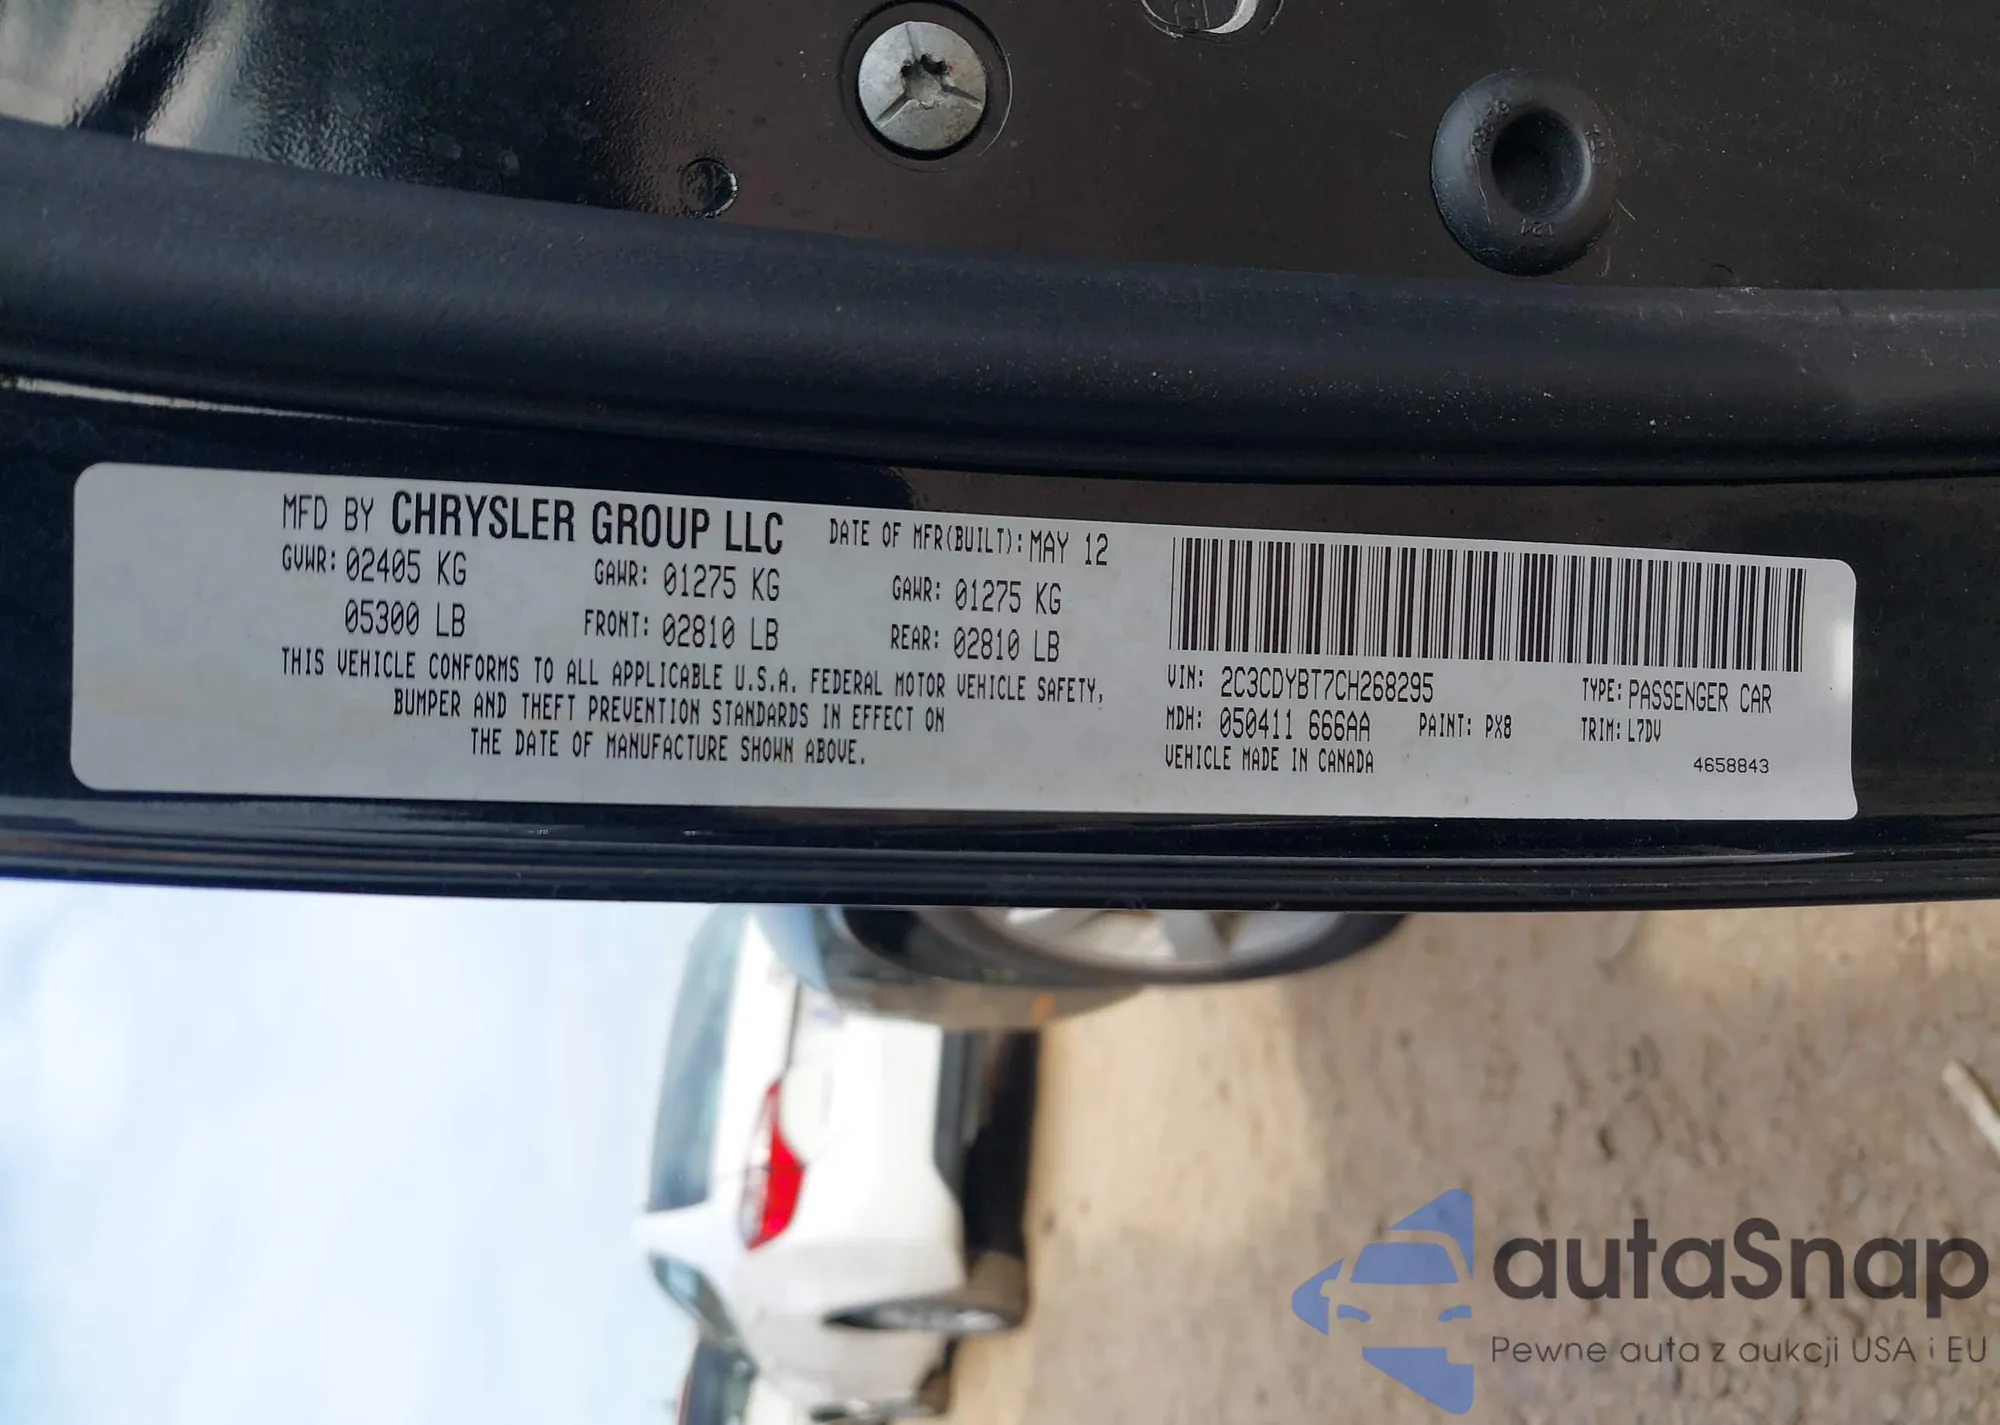 MFD BY CHRYSLER GROUP LLC DATE OF MFR(BUILT): MAY 12
GVWR: 02405 KG GAWR: 01275 KG GAWR: 01275 KG
05300 LB FRONT: 02810 LB REAR: 02810 LB
THIS VEHICLE CONFORMS TO ALL APPLICABLE U.S.A. FEDERAL MOTOR VEHICLE SAFETY,
BUMPER AND THEFT PREVENTION STANDARDS IN EFFECT ON
THE DATE OF MANUFACTURE SHOWN ABOVE.
VIN: 2C3CDYBT7CH268295 TYPE: PASSENGER CAR
MDH: 050411 666AA PAINT: PX8 TRIM: L7DV
VEHICLE MADE IN CANADA 4658843
autaSnap
Pewne auta z aukcji USA i EU